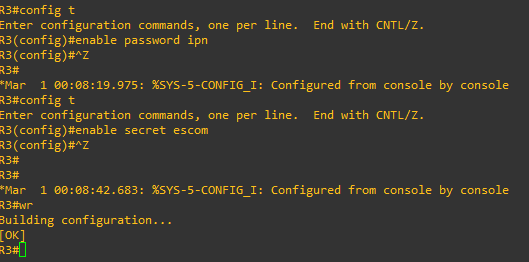 R3#config t
Enter configuration commands, one per line.  End with CNTL/Z.
R3(config)#enable password ipn
R3(config)#^Z
R3#
*Mar  1 00:08:19.975: %SYS-5-CONFIG_I: Configured from console by console
R3#config t
Enter configuration commands, one per line.  End with CNTL/Z.
R3(config)#enable secret escom
R3(config)#^Z
R3#
R3#
*Mar  1 00:08:42.683: %SYS-5-CONFIG_I: Configured from console by console
R3#wr
Building configuration...
[OK]
R3#